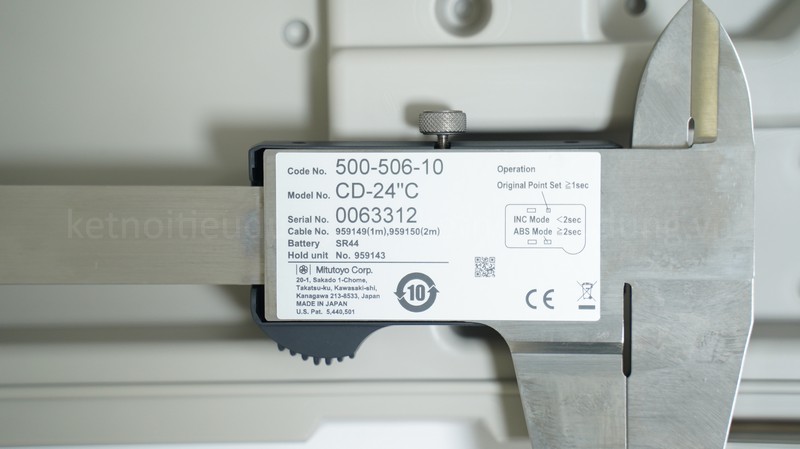 Code No. 500-506-10
Model No. CD-24"C
Serial No. 0063312
Cable No. 959149(1m),959150(2m)
Battery SR44
Hold unit No. 959143
Mitutoyo Corp.
20-1, Sakado 1-Chome,
Takatsu-ku, Kawasaki-shi,
Kanagawa 213-8533, Japan
MADE IN JAPAN
U.S. Pat. 5,440,501
10
Operation
Original Point Set ≧1sec
INC Mode <2sec
ABS Mode ≧2sec
CE